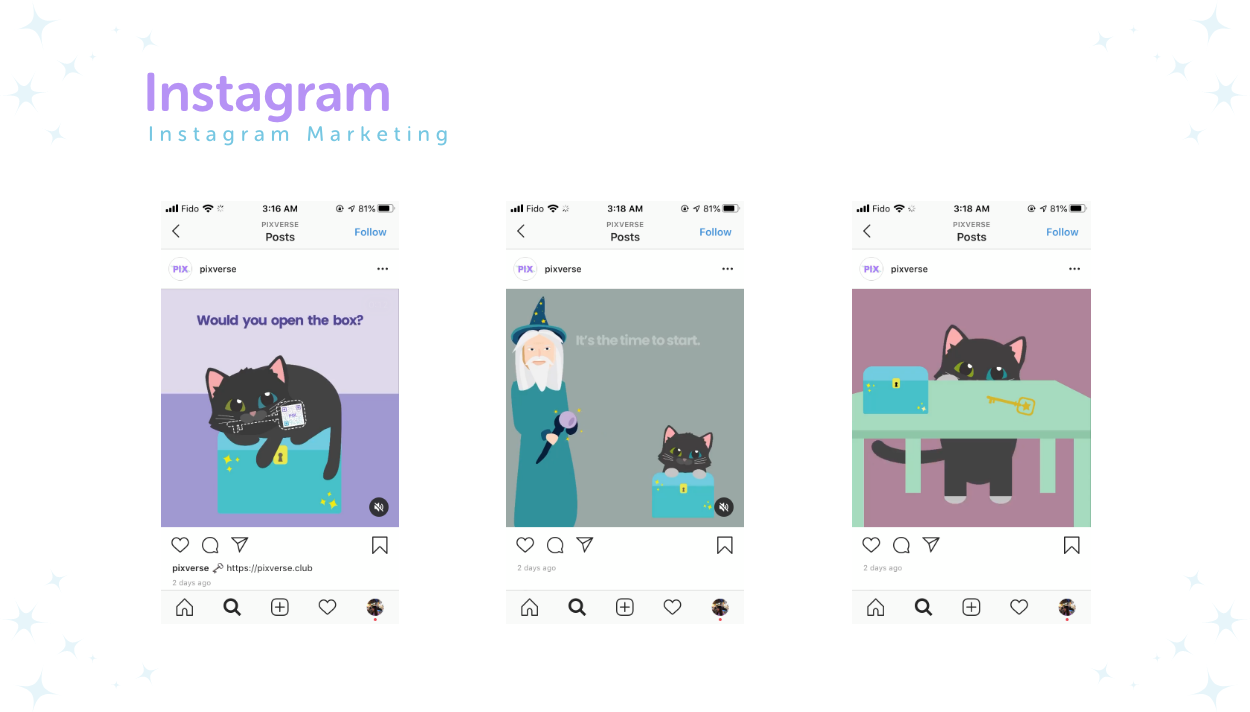 Instagram
Instagram Marketing
Fido 3:16 AM 81%
PIXVERSE
Posts
Follow
PIX pixverse
Would you open the box?
PIX
pixverse https://pixverse.club
2 days ago
Fido 3:18 AM 81%
PIXVERSE
Posts
Follow
PIX pixverse
It's the time to start.
2 days ago
Fido 3:18 AM 81%
PIXVERSE
Posts
Follow
PIX pixverse
2 days ago